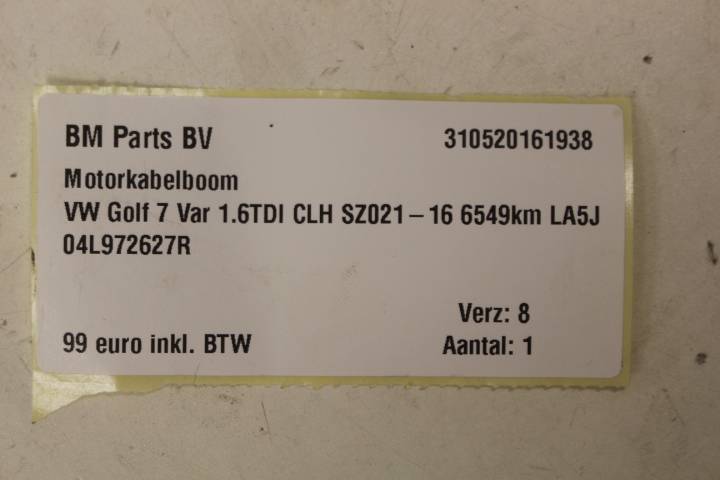 BM Parts BV 310520161938
Motorkabelboom
VW Golf 7 Var 1.6TDI CLH SZ021-16 6549km LA5J
04L972627R
Verz: 8
99 euro inkl. BTW Aantal: 1